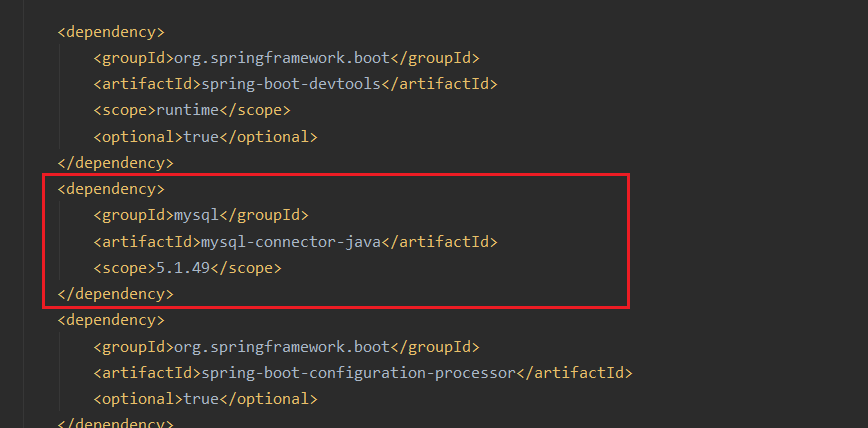 <dependency>
<groupId>org.springframework.boot</groupId>
<artifactId>spring-boot-devtools</artifactId>
<scope>runtime</scope>
<optional>true</optional>
</dependency>
<dependency>
<groupId>mysql</groupId>
<artifactId>mysql-connector-java</artifactId>
<scope>5.1.49</scope>
</dependency>
<dependency>
<groupId>org.springframework.boot</groupId>
<artifactId>spring-boot-configuration-processor</artifactId>
<optional>true</optional>
</dependency>